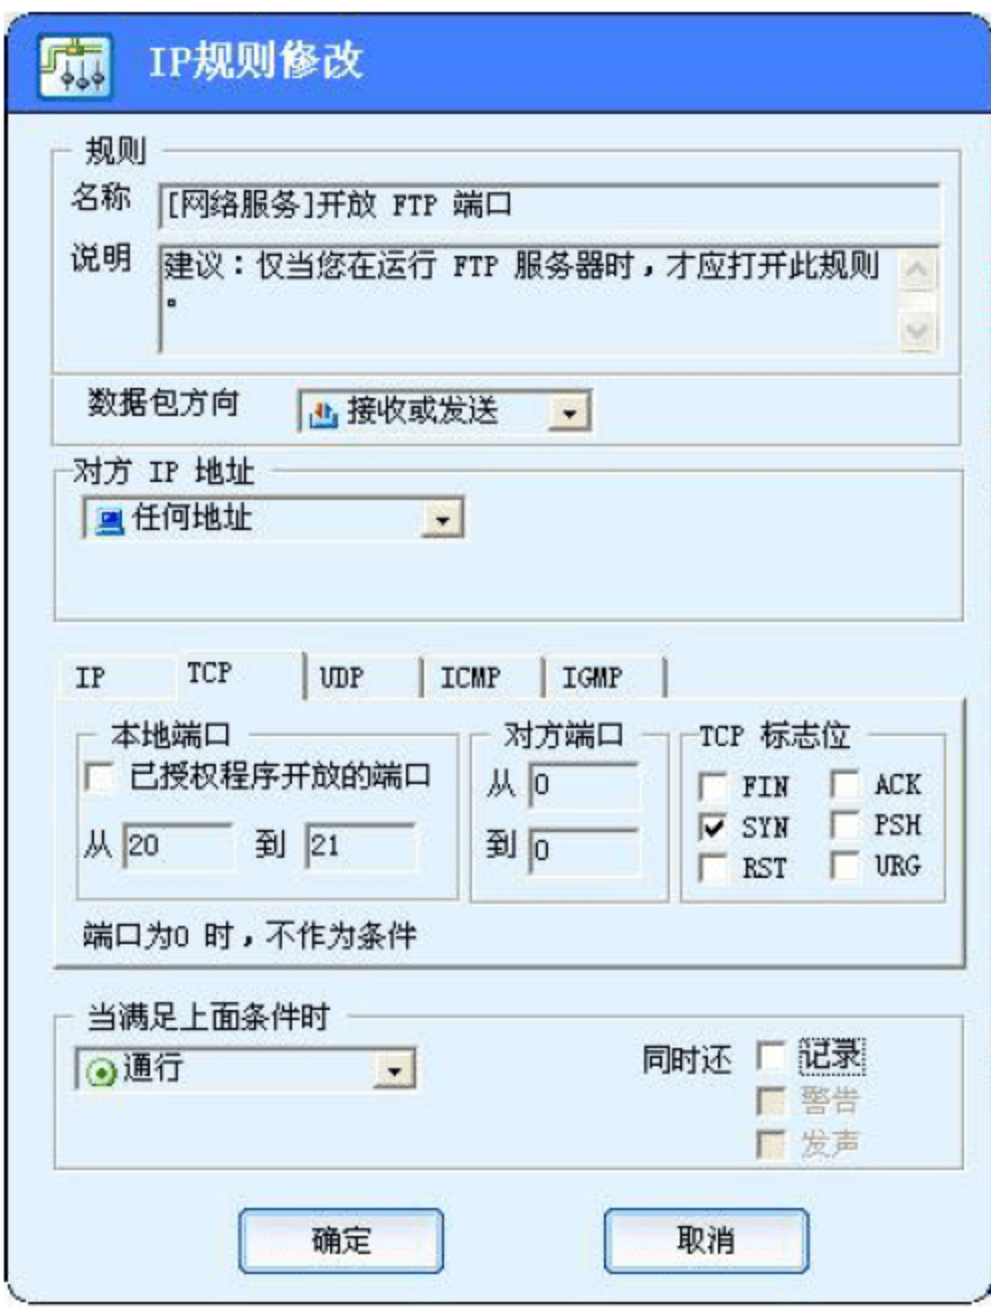 IP规则修改
规则
名称 [网络服务]开放 FTP 端口
说明 建议：仅当您在运行 FTP 服务器时，才应打开此规则
。
数据包方向 接收或发送
对方 IP 地址
任何地址
IP TCP UDP ICMP IGMP
本地端口 对方端口 TCP 标志位
已授权程序开放的端口 从 0 FIN ACK
从 20 到 21 到 0 SYN PSH
RST URG
端口为0 时，不作为条件
当满足上面条件时
通行 同时还 记录
警告
发声
确定 取消